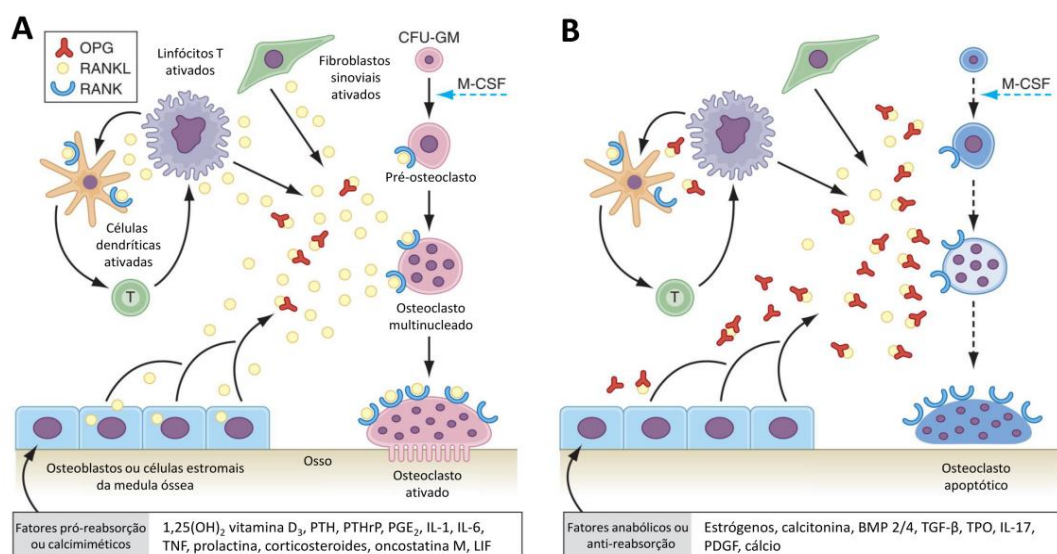 A
OPG
RANKL
RANK
Linfócitos T
ativados
Fibroblastos
sinoviais
ativados
CFU-GM
M-CSF
Pré-osteoclasto
Células
dendríticas
ativadas
T
Osteoclasto
multinucleado
Osteoblastos ou células estromais
da medula óssea
Osso
Osteoclasto
ativado
Fatores pró-reabsorção
ou calcimiméticos
1,25(OH)2 vitamina D3, PTH, PTHrP, PGE2, IL-1, IL-6,
TNF, prolactina, corticosteroides, oncostatina M, LIF
B
CFU-GM
M-CSF
T
Osteoclasto
apoptótico
Fatores anabólicos ou
anti-reabsorção
Estrógenos, calcitonina, BMP 2/4, TGF-β, TPO, IL-17,
PDGF, cálcio